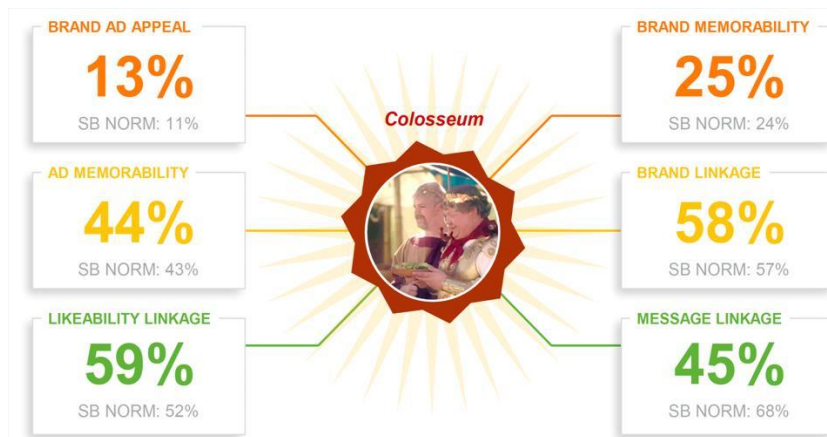 BRAND AD APPEAL
13%
SB NORM: 11%
AD MEMORABILITY
44%
SB NORM: 43%
LIKEABILITY LINKAGE
59%
SB NORM: 52%
Colosseum
BRAND MEMORABILITY
25%
SB NORM: 24%
BRAND LINKAGE
58%
SB NORM: 57%
MESSAGE LINKAGE
45%
SB NORM: 68%